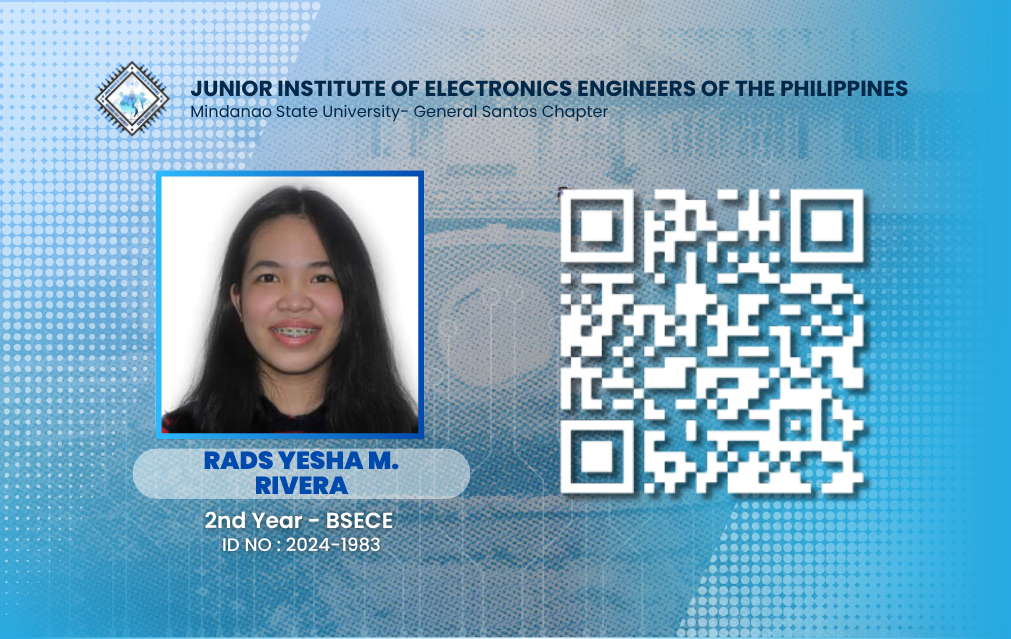 JUNIOR INSTITUTE OF ELECTRONICS ENGINEERS OF THE PHILIPPINES
Mindanao State University- General Santos Chapter
RADS YESHA M.
RIVERA
2nd Year - BSECE
ID NO : 2024-1983